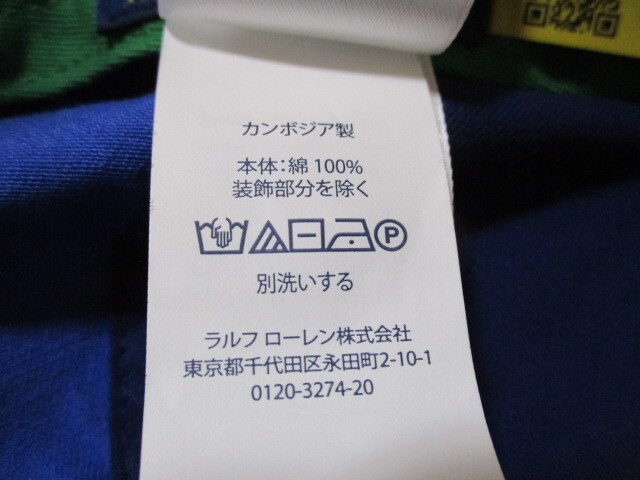 カンボジア製
本体：綿 100%
装飾部分を除く
P
別洗いする
ラルフ ローレン株式会社
東京都千代田区永田町2-10-1
0120-3274-20